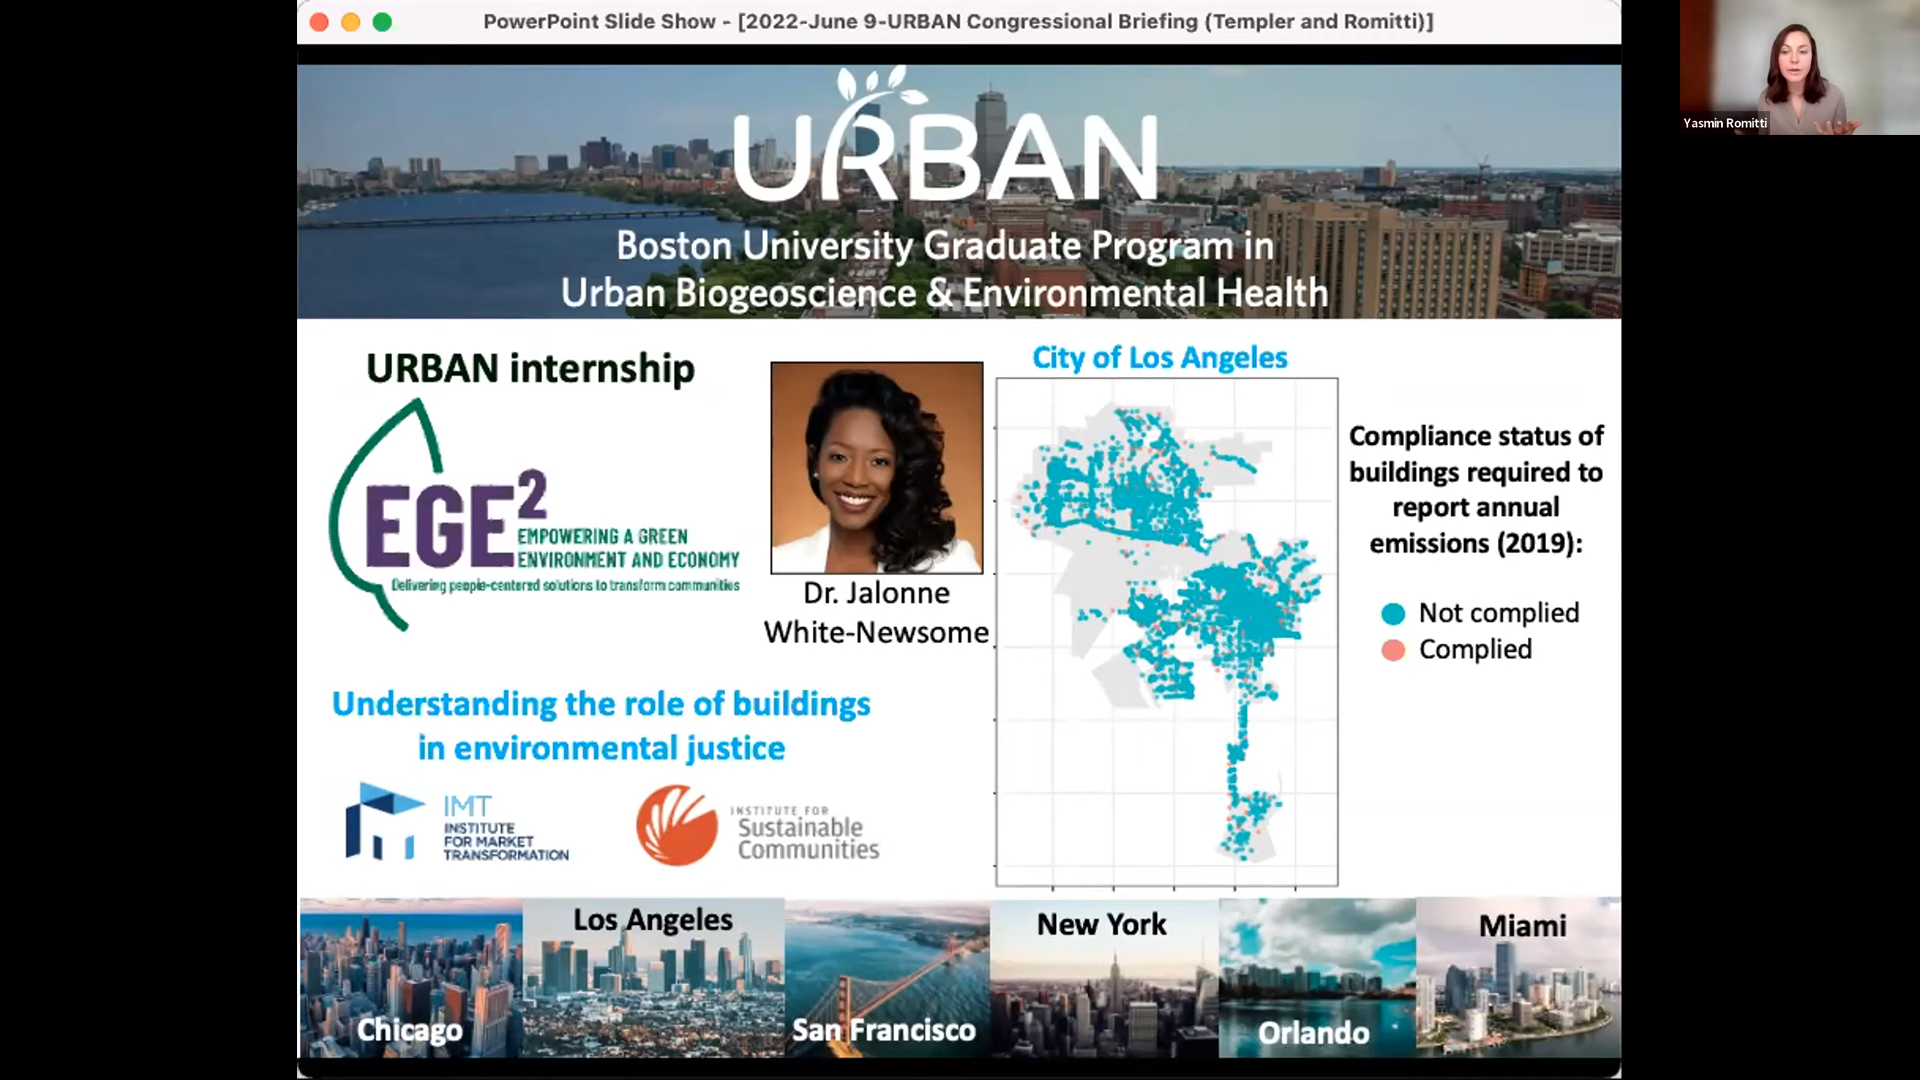 PowerPoint Slide Show - [2022-June 9-URBAN Congressional Briefing (Templer and Romitti)]
Yasmin Romitti
URBAN
Boston University Graduate Program in
Urban Biogeoscience & Environmental Health
URBAN internship
EGE²
EMPOWERING A GREEN
ENVIRONMENT AND ECONOMY
Delivering people-centered solutions to transform communities
Dr. Jalonne
White-Newsome
City of Los Angeles
Compliance status of
buildings required to
report annual
emissions (2019):
Not complied
Complied
Understanding the role of buildings
in environmental justice
IMT
INSTITUTE
FOR MARKET
TRANSFORMATION
INSTITUTE FOR
Sustainable
Communities
Chicago
Los Angeles
San Francisco
New York
Orlando
Miami